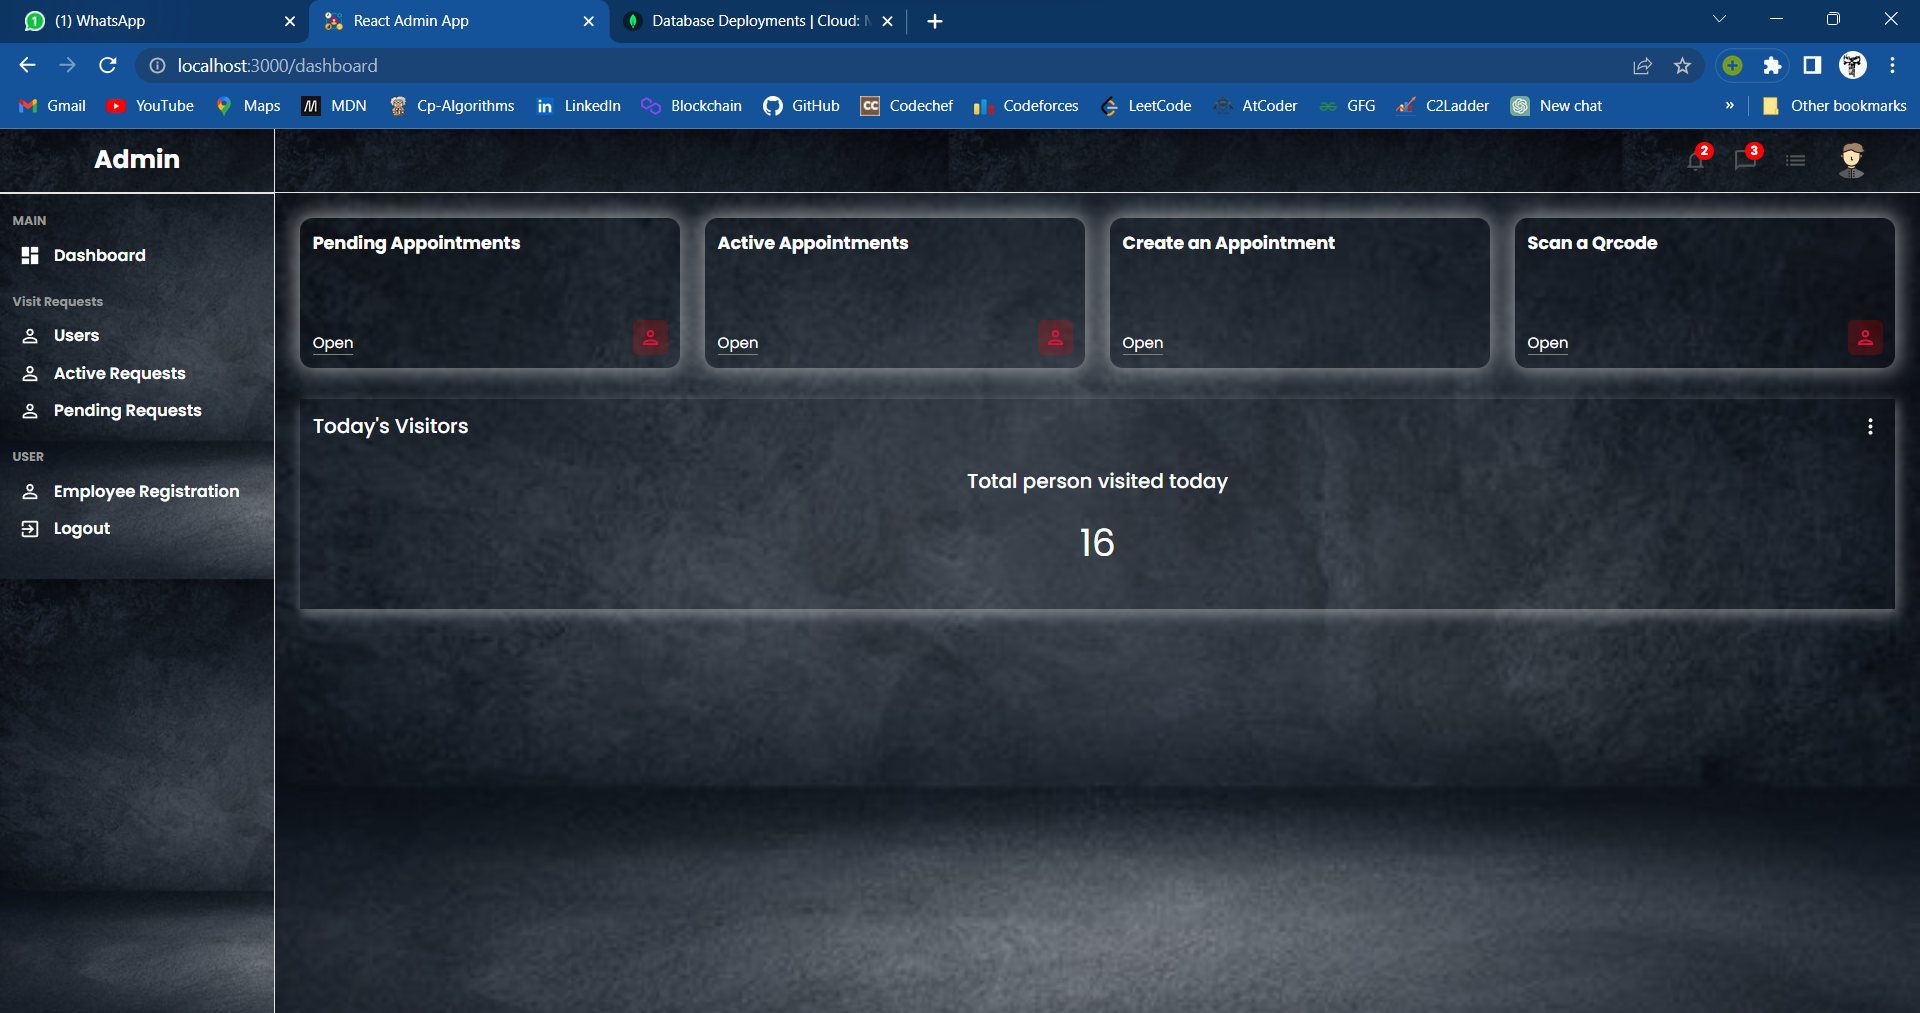 (1) WhatsApp
React Admin App
Database Deployments | Cloud:
localhost:3000/dashboard
Gmail YouTube Maps MDN Cp-Algorithms LinkedIn Blockchain GitHub Codechef Codeforces LeetCode AtCoder GFG C2Ladder New chat » Other bookmarks
Admin
2
3
MAIN
Dashboard
Visit Requests
Users
Active Requests
Pending Requests
USER
Employee Registration
Logout
Pending Appointments
Open
Active Appointments
Open
Create an Appointment
Open
Scan a Qrcode
Open
Today's Visitors
Total person visited today
16